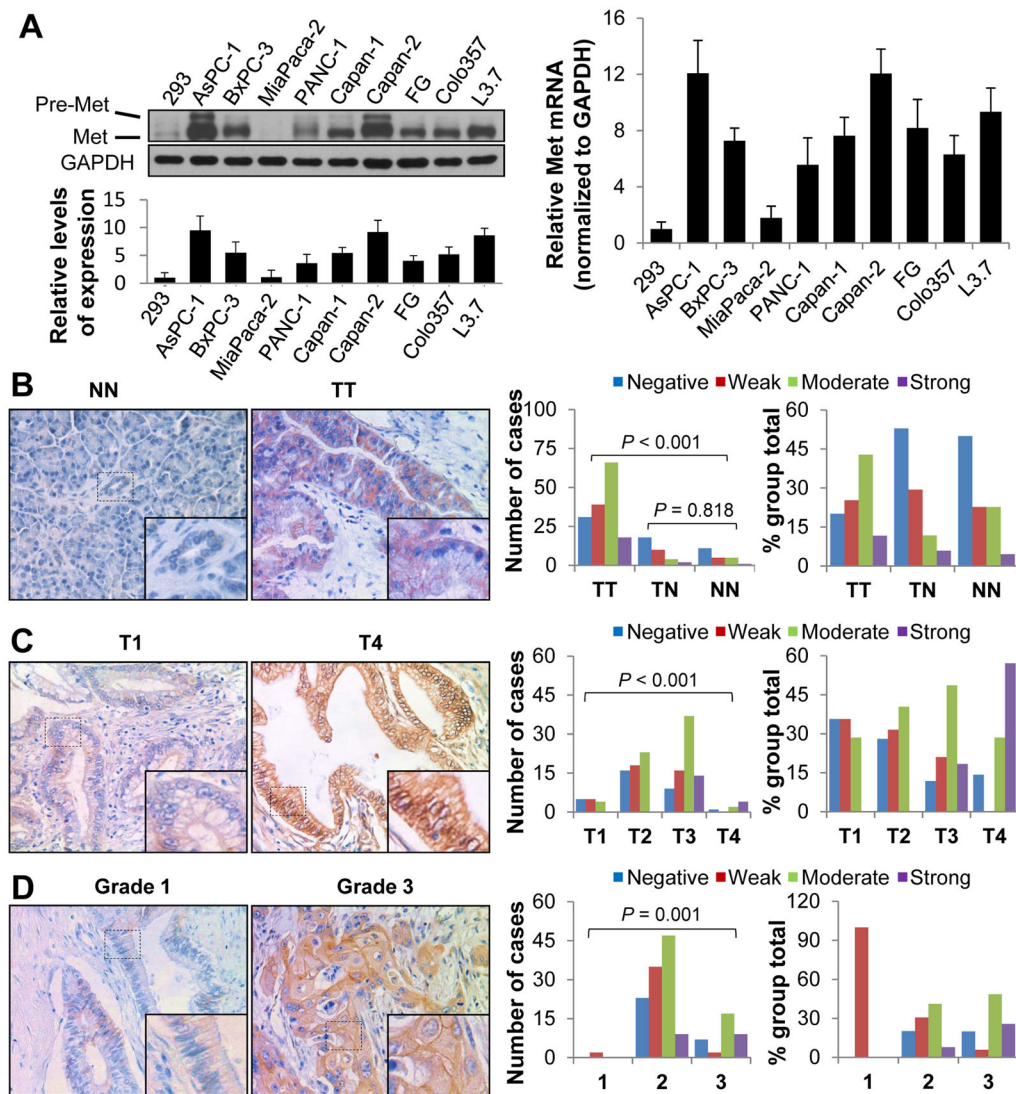 A
293
AsPC-1
BxPC-3
MiaPaca-2
PANC-1
Capan-1
Capan-2
FG
Colo357
L3.7
Pre-Met
Met
GAPDH
Relative levels
of expression
15
10
5
0
293
AsPC-1
BxPC-3
MiaPaca-2
PANC-1
Capan-1
Capan-2
FG
Colo357
L3.7
Relative Met mRNA
(normalized to GAPDH)
16
12
8
4
0
293
AsPC-1
BxPC-3
MiaPaca-2
PANC-1
Capan-1
Capan-2
FG
Colo357
L3.7
B
NN
TT
Negative Weak Moderate Strong
Number of cases
100
75
50
25
0
P < 0.001
P = 0.818
TT TN NN
% group total
60
45
30
15
0
TT TN NN
C
T1
T4
Negative Weak Moderate Strong
Number of cases
60
45
30
15
0
P < 0.001
T1 T2 T3 T4
% group total
60
45
30
15
0
T1 T2 T3 T4
D
Grade 1
Grade 3
Negative Weak Moderate Strong
Number of cases
60
45
30
15
0
P = 0.001
1 2 3
% group total
120
90
60
30
0
1 2 3